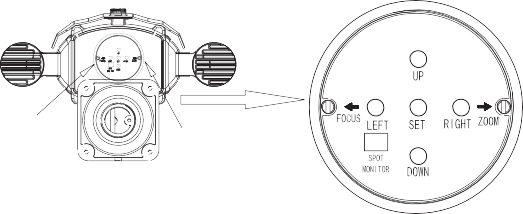 UP
FOCUS LEFT SET RIGHT ZOOM
SPOT
MONITOR
DOWN